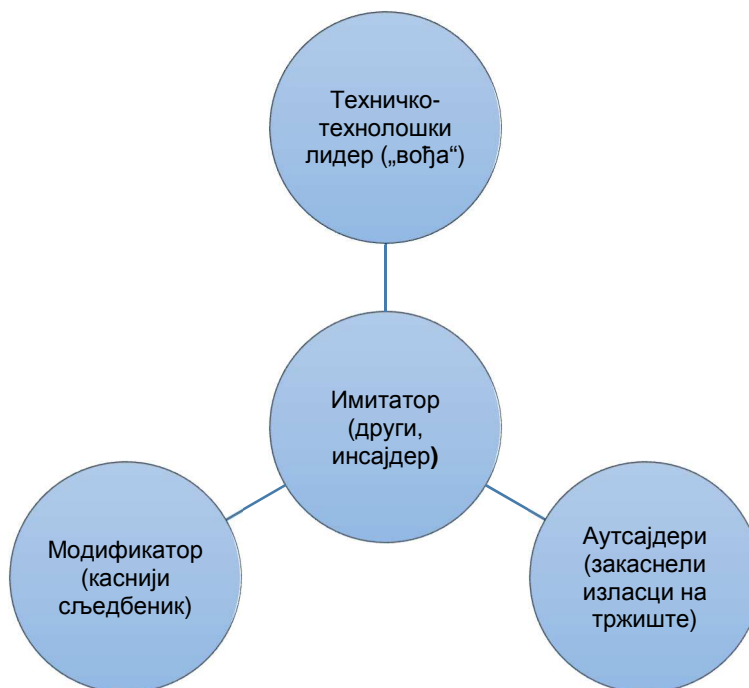 Техничко-
технолошки
лидер („вођа“)
Имитатор
(други,
инсајдер)
Модификатор
(каснији
сљедбеник)
Аутсајдери
(закаснели
изласци на
тржиште)